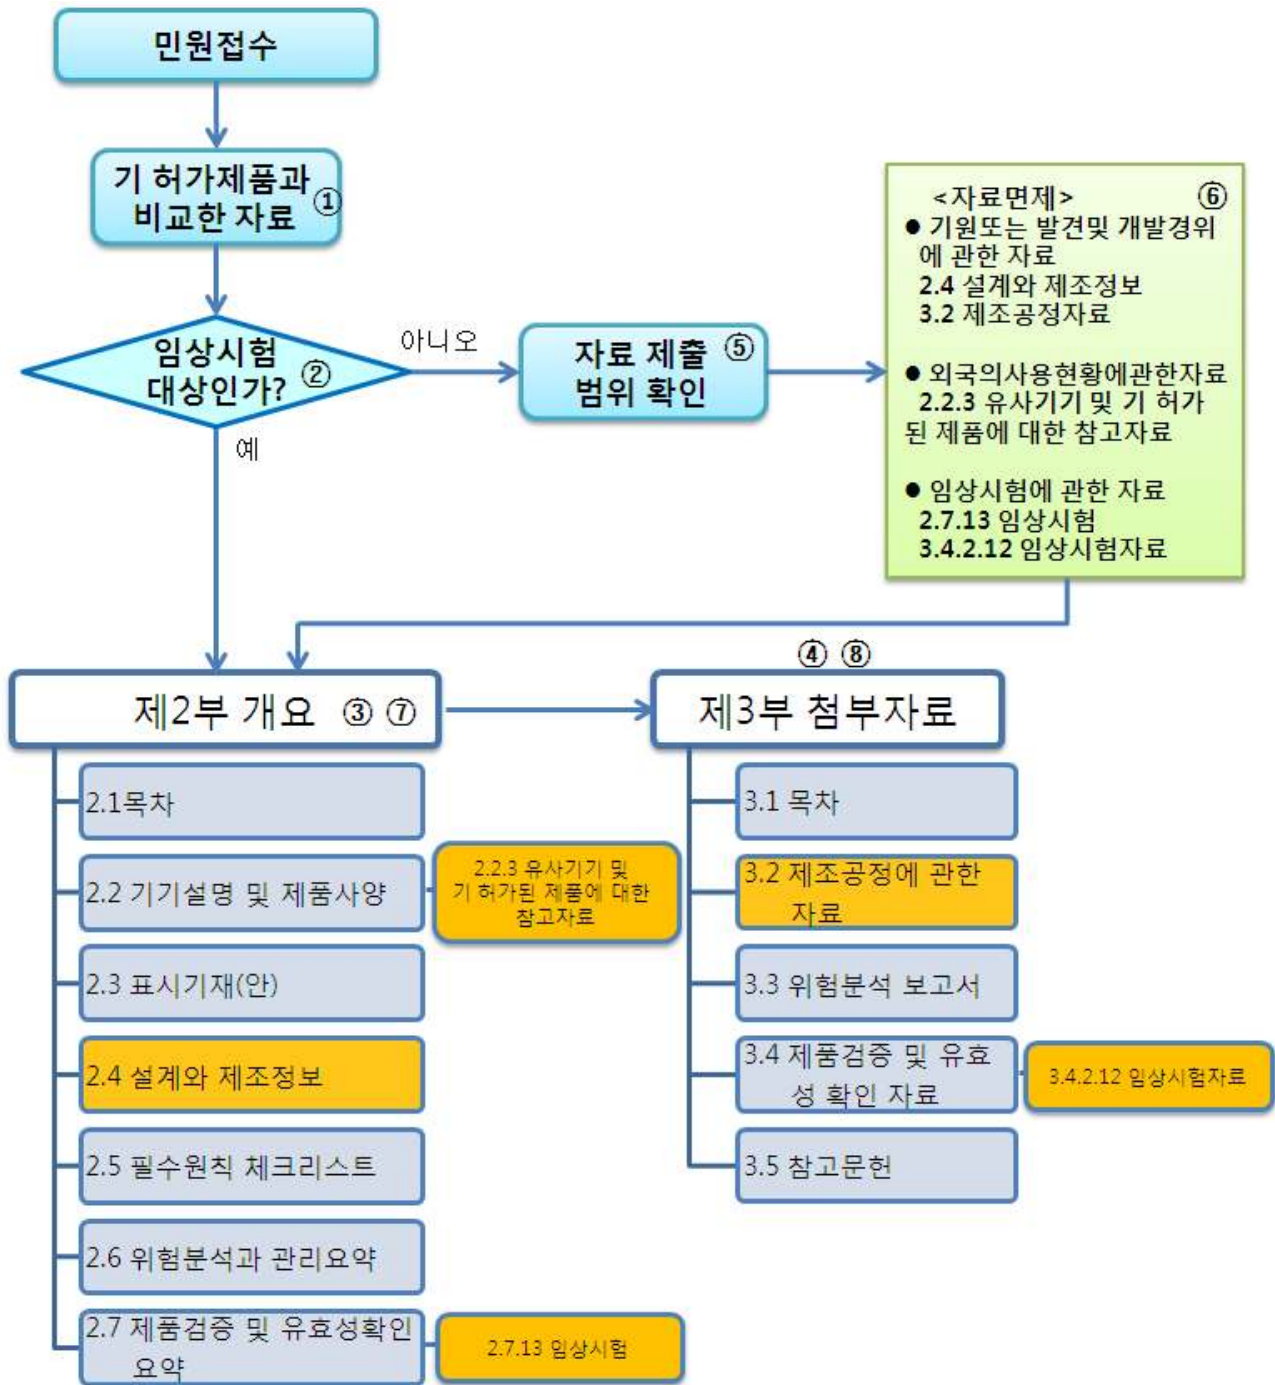 민원접수
기 허가제품과
비교한 자료 ①
임상시험
대상인가? ②
아니오
예
자료 제출 ⑤
범위 확인
<자료면제> ⑥
● 기원또는 발견및 개발경위
에 관한 자료
2.4 설계와 제조정보
3.2 제조공정자료
● 외국의사용현황에관한자료
2.2.3 유사기기 및 기 허가
된 제품에 대한 참고자료
● 임상시험에 관한 자료
2.7.13 임상시험
3.4.2.12 임상시험자료
제2부 개요 ③ ⑦
2.1목차
2.2 기기설명 및 제품사양
2.2.3 유사기기 및
기 허가된 제품에 대한
참고자료
2.3 표시기재(안)
2.4 설계와 제조정보
2.5 필수원칙 체크리스트
2.6 위험분석과 관리요약
2.7 제품검증 및 유효성확인
요약
2.7.13 임상시험
④ ⑧
제3부 첨부자료
3.1 목차
3.2 제조공정에 관한
자료
3.3 위험분석 보고서
3.4 제품검증 및 유효
성 확인 자료
3.4.2.12 임상시험자료
3.5 참고문헌